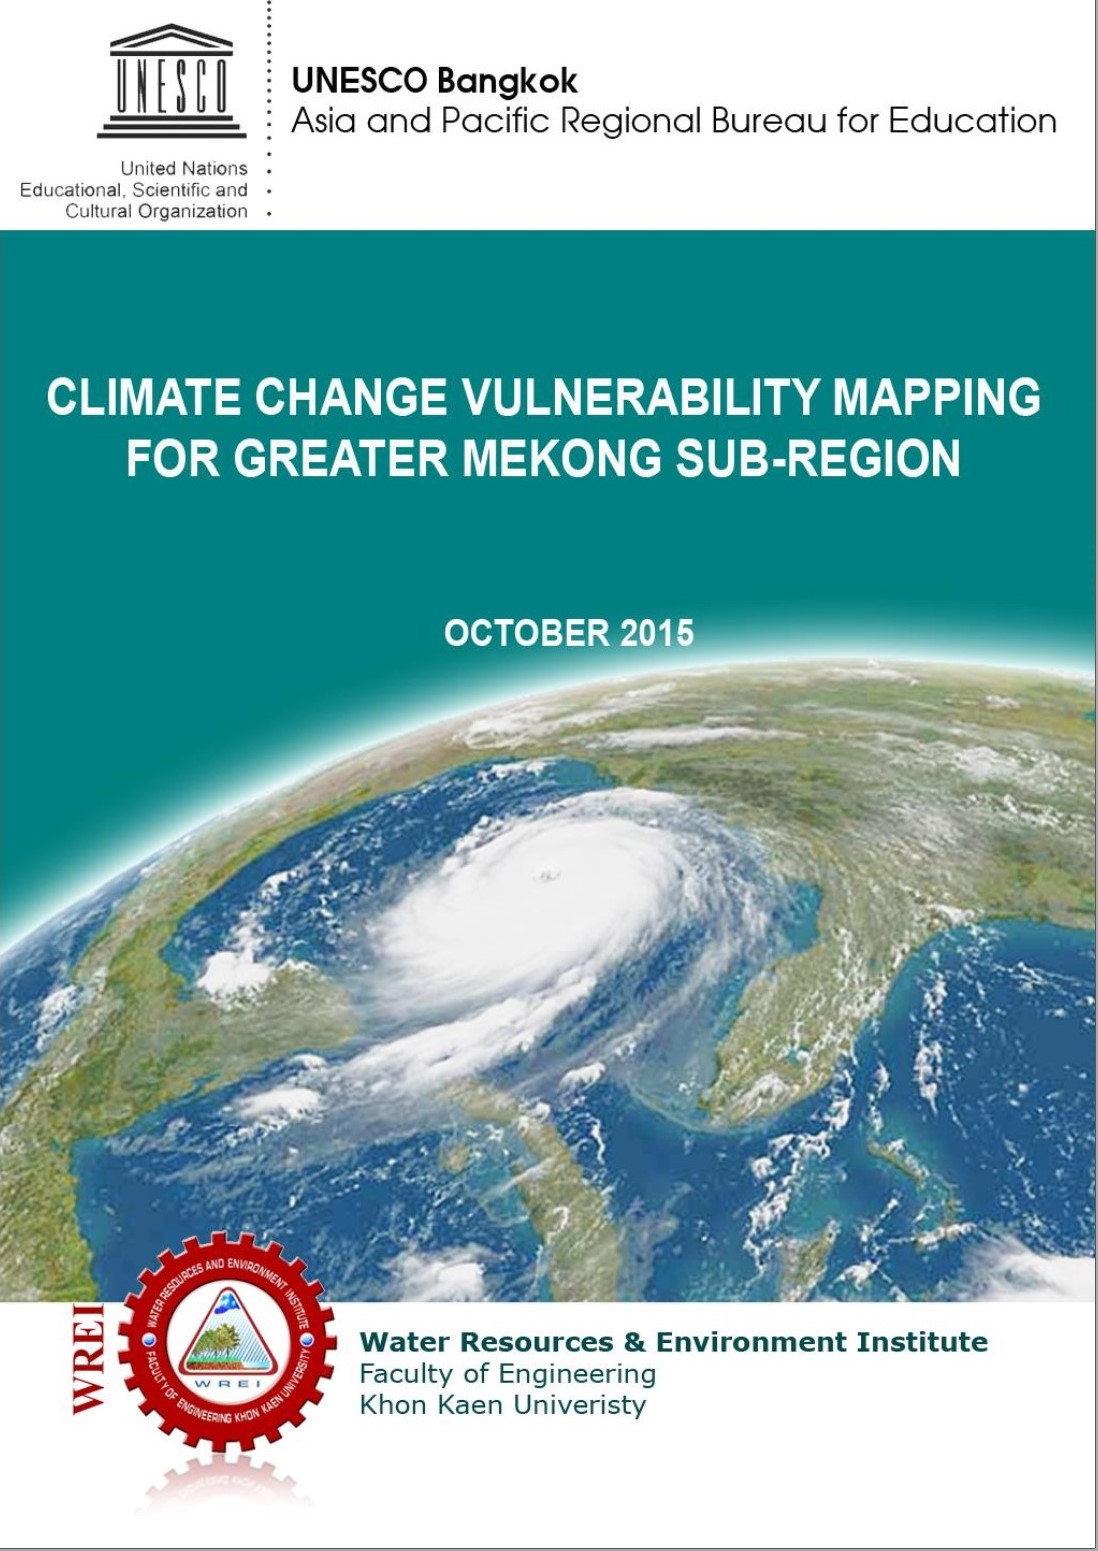 UNESCO
United Nations
Educational, Scientific and
Cultural Organization
UNESCO Bangkok
Asia and Pacific Regional Bureau for Education
CLIMATE CHANGE VULNERABILITY MAPPING
FOR GREATER MEKONG SUB-REGION
OCTOBER 2015
WREI
WATER RESOURCES AND ENVIRONMENT INSTITUTE
WREI
FACULTY OF ENGINEERING KHON KAEN UNIVERSITY
Water Resources & Environment Institute
Faculty of Engineering
Khon Kaen Univeristy